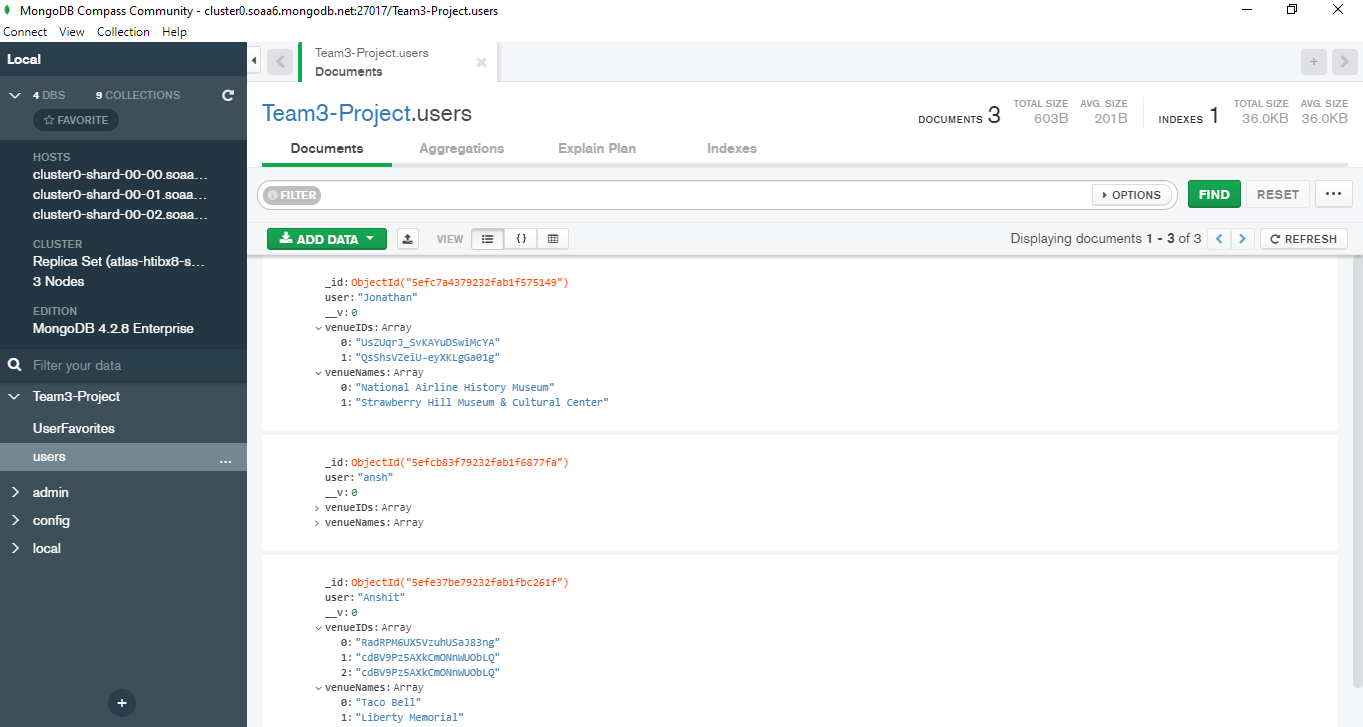 MongoDB Compass Community - cluster0.soaa6.mongodb.net:27017/Team3-Project.users
Connect View Collection Help
Local
4 DBS 9 COLLECTIONS
FAVORITE
HOSTS
cluster0-shard-00-00.soaa...
cluster0-shard-00-01.soaa...
cluster0-shard-00-02.soaa...
CLUSTER
Replica Set (atlas-htibx8-s...
3 Nodes
EDITION
MongoDB 4.2.8 Enterprise
Filter your data
Team3-Project
UserFavorites
users ...
admin
config
local
+
Team3-Project.users
Documents
Team3-Project.users
DOCUMENTS 3 TOTAL SIZE 603B AVG. SIZE 201B INDEXES 1 TOTAL SIZE 36.0KB AVG. SIZE 36.0KB
Documents Aggregations Explain Plan Indexes
FILTER OPTIONS FIND RESET ...
ADD DATA VIEW {} Displaying documents 1 - 3 of 3 REFRESH
_id: ObjectId("5efc7a4379232fab1f575149")
user: "Jonathan"
__v: 0
venueIDs: Array
0: "UsZUqrJ_SvKAYuDSwiMcYA"
1: "QsShsVZeiU-eyXKLgGa01g"
venueNames: Array
0: "National Airline History Museum"
1: "Strawberry Hill Museum & Cultural Center"
_id: ObjectId("5efcb83f79232fab1f6877fa")
user: "ansh"
__v: 0
venueIDs: Array
venueNames: Array
_id: ObjectId("5efe37be79232fab1fbc261f")
user: "Anshit"
__v: 0
venueIDs: Array
0: "RadRPM6UX5VzuhUSaJ83ng"
1: "cdBV9Pz5AXkCmONnWUObLQ"
2: "cdBV9Pz5AXkCmONnWUObLQ"
venueNames: Array
0: "Taco Bell"
1: "Liberty Memorial"